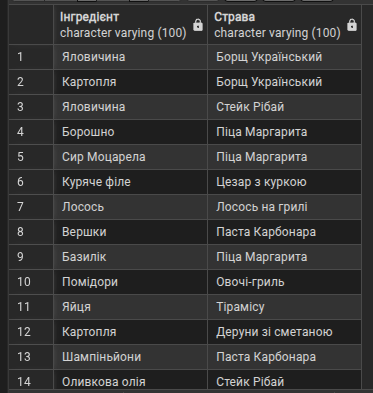 Інгредієнт Страва
character varying (100) character varying (100)
1 Яловичина Борщ Український
2 Картопля Борщ Український
3 Яловичина Стейк Рібай
4 Борошно Піца Маргарита
5 Сир Моцарела Піца Маргарита
6 Куряче філе Цезар з куркою
7 Лосось Лосось на грилі
8 Вершки Паста Карбонара
9 Базилік Піца Маргарита
10 Помідори Овочі-гриль
11 Яйця Тірамісу
12 Картопля Деруни зі сметаною
13 Шампіньйони Паста Карбонара
14 Оливкова олія Стейк Рібай